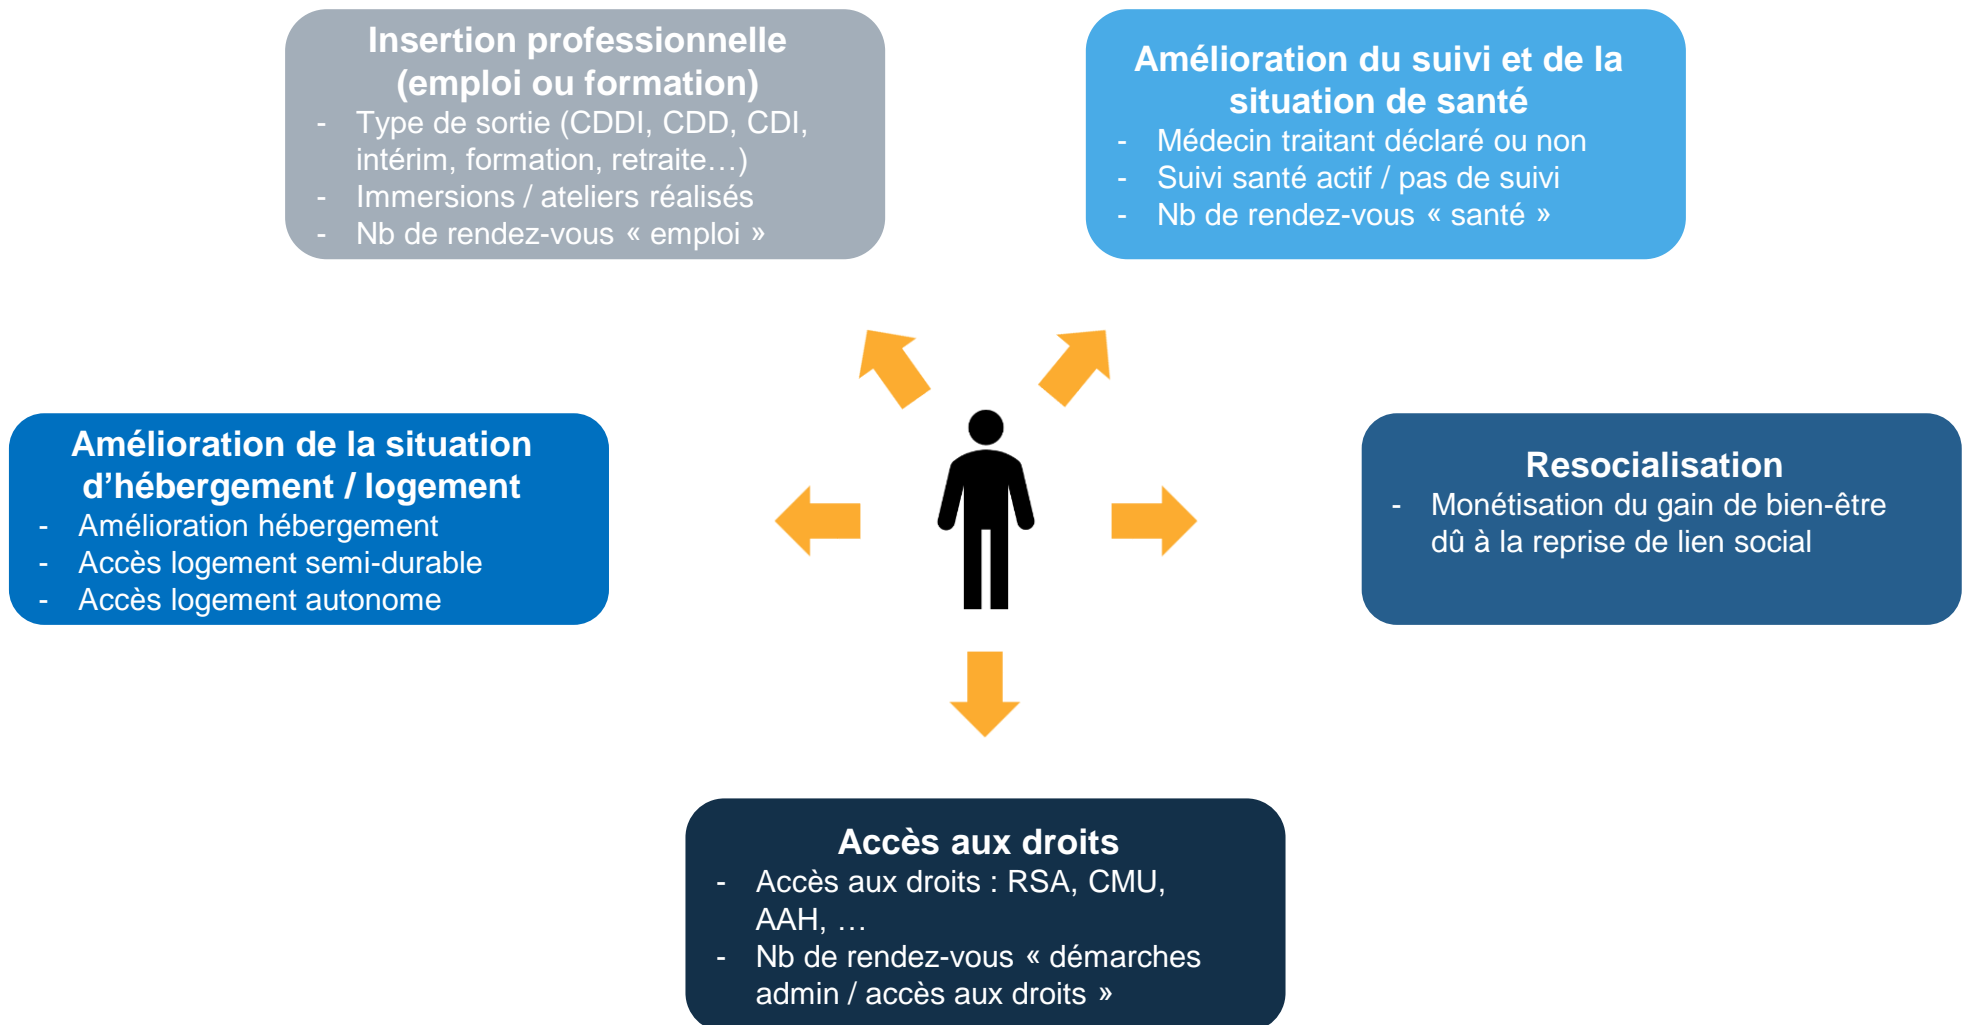 Insertion professionnelle
(emploi ou formation)
- Type de sortie (CDDI, CDD, CDI,
intérim, formation, retraite…)
- Immersions / ateliers réalisés
- Nb de rendez-vous « emploi »
Amélioration du suivi et de la
situation de santé
- Médecin traitant déclaré ou non
- Suivi santé actif / pas de suivi
- Nb de rendez-vous « santé »
Amélioration de la situation
d’hébergement / logement
- Amélioration hébergement
- Accès logement semi-durable
- Accès logement autonome
Resocialisation
- Monétisation du gain de bien-être
dû à la reprise de lien social
Accès aux droits
- Accès aux droits : RSA, CMU,
AAH, …
- Nb de rendez-vous « démarches
admin / accès aux droits »